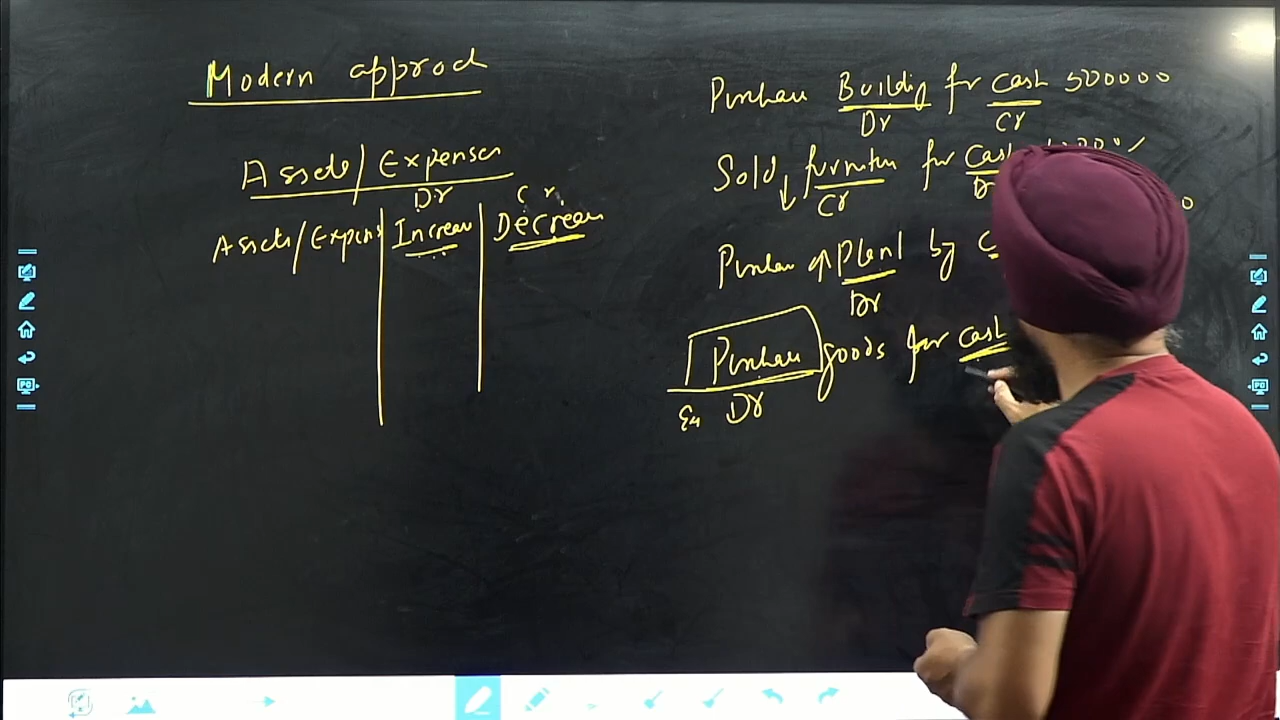 Modern approch
Assets/Expenses
Dr
Cr
Assets/Expens Increase Decrease
Purchase Building for cash 500000
Dr Cr
Sold ↓ furniture for Cash
Cr D
Purchase of Plant by C
Dr
Purchase goods for cash
Dr